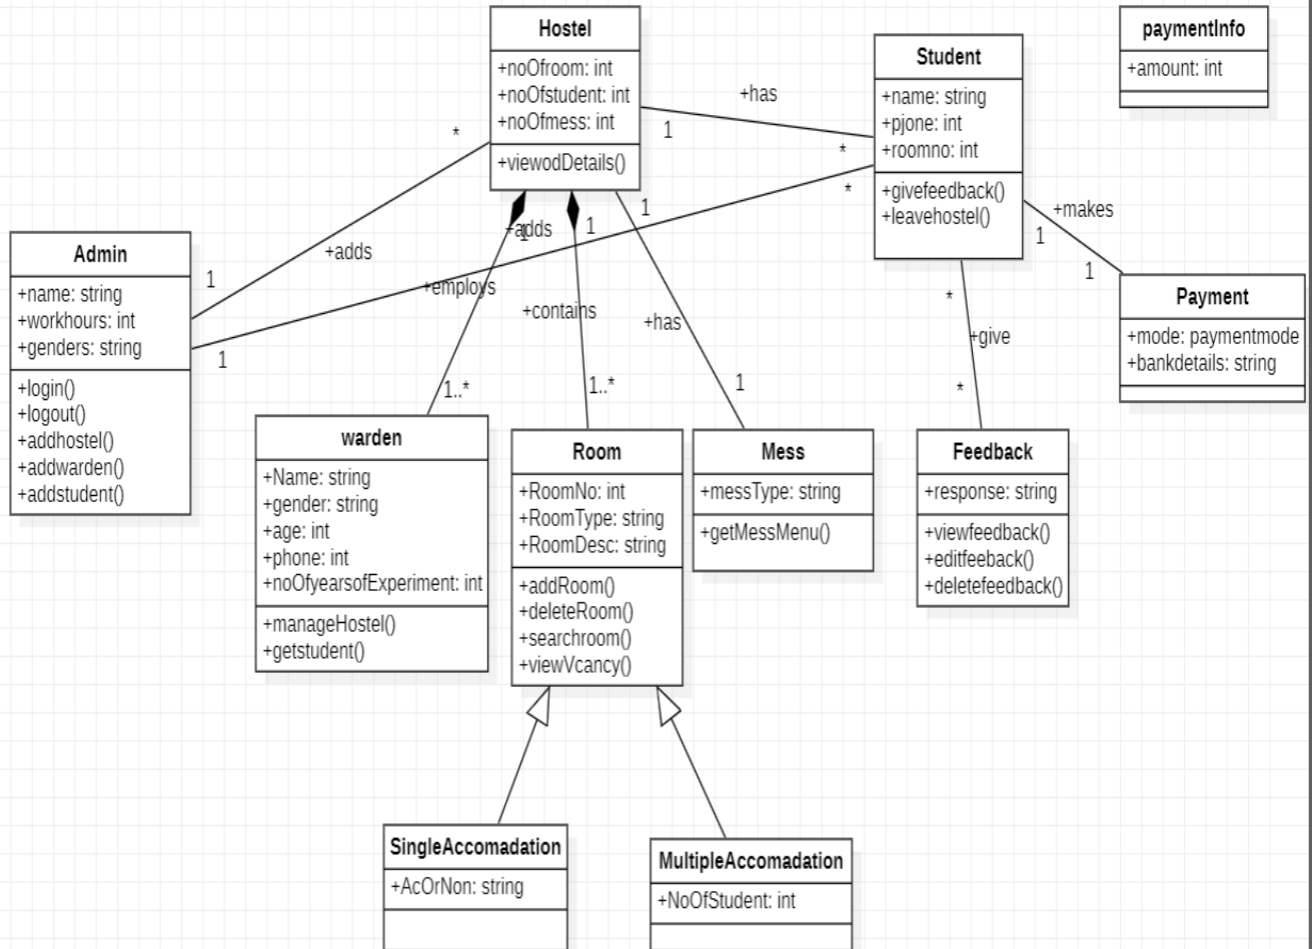 Hostel
+noOfroom: int
+noOfstudent: int
+noOfmess: int
+viewodDetails()
Student
+name: string
+pjone: int
+roomno: int
+givefeedback()
+leavehostel()
paymentInfo
+amount: int
+has
1
*
*
*
1
+adds
1
Admin
+name: string
+workhours: int
+genders: string
+login()
+logout()
+addhostel()
+addwarden()
+addstudent()
+adds
1
1
1
+employs
+contains
+has
1..*
1..*
1
+makes
1
1
Payment
+mode: paymentmode
+bankdetails: string
*
+give
*
warden
+Name: string
+gender: string
+age: int
+phone: int
+noOfyearsofExperiment: int
+manageHostel()
+getstudent()
Room
+RoomNo: int
+RoomType: string
+RoomDesc: string
+addRoom()
+deleteRoom()
+searchroom()
+viewVcancy()
Mess
+messType: string
+getMessMenu()
Feedback
+response: string
+viewfeedback()
+editfeeback()
+deletefeedback()
SingleAccomadation
+AcOrNon: string
MultipleAccomadation
+NoOfStudent: int